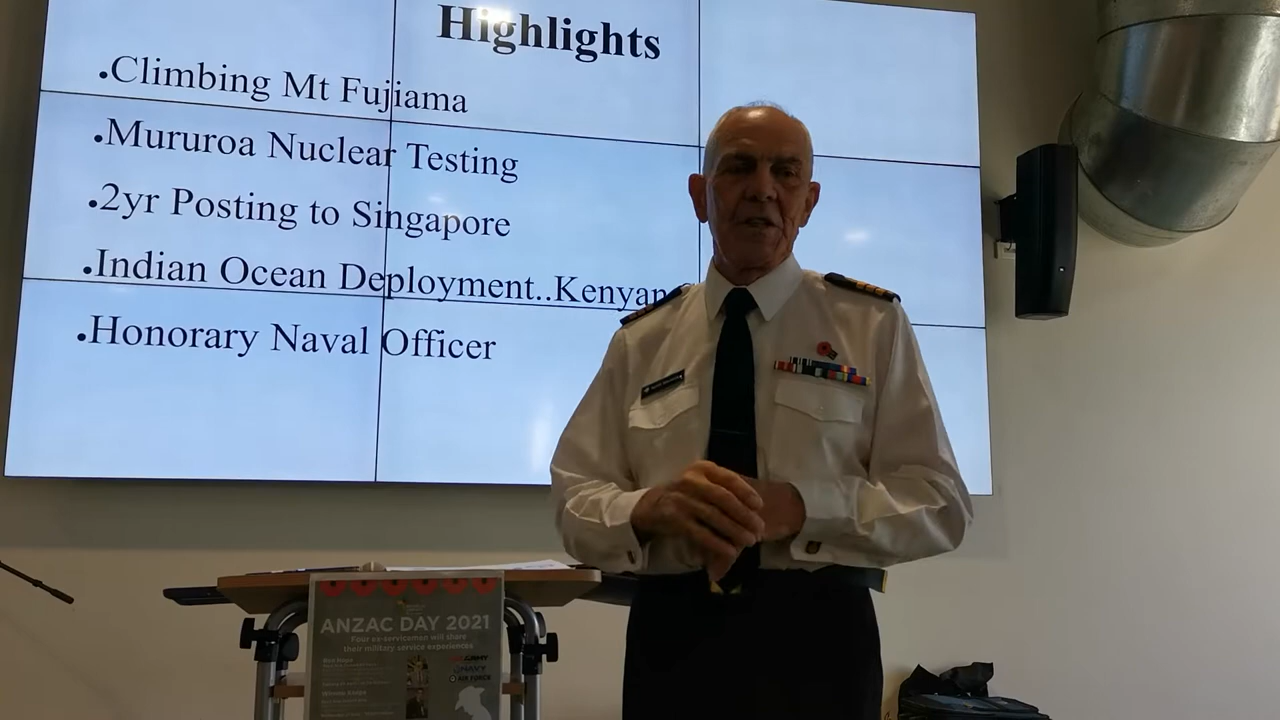 Highlights
•Climbing Mt Fujiama
•Mururoa Nuclear Testing
•2yr Posting to Singapore
•Indian Ocean Deployment..Kenyan
•Honorary Naval Officer
ANZAC DAY 2021
Four ex-servicemen will share
their military service experiences
ARMY
NAVY
AIR FORCE